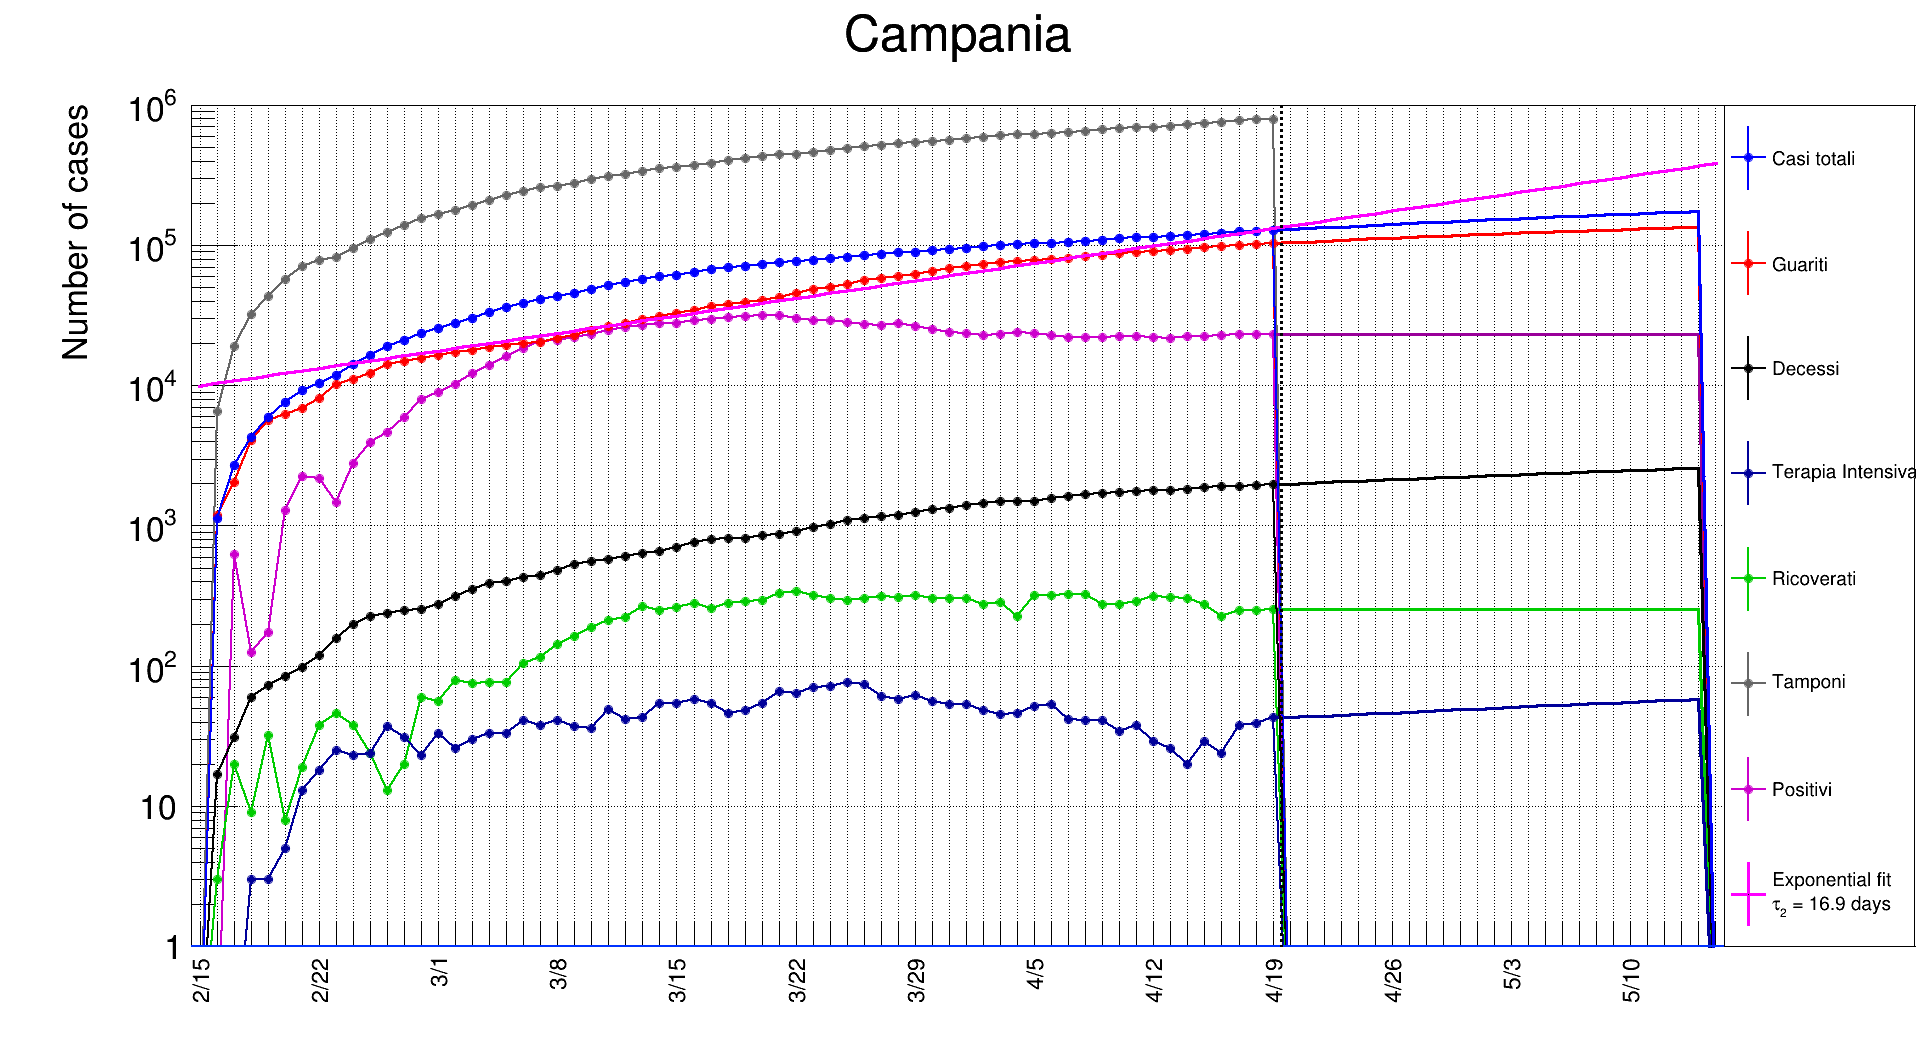 Campania
Number of cases
10^6
10^5
10^4
10^3
10^2
10
1
2/15
2/22
3/1
3/8
3/15
3/22
3/29
4/5
4/12
4/19
4/26
5/3
5/10
Casi totali
Guariti
Decessi
Terapia Intensiva
Ricoverati
Tamponi
Positivi
Exponential fit
τ₂ = 16.9 days